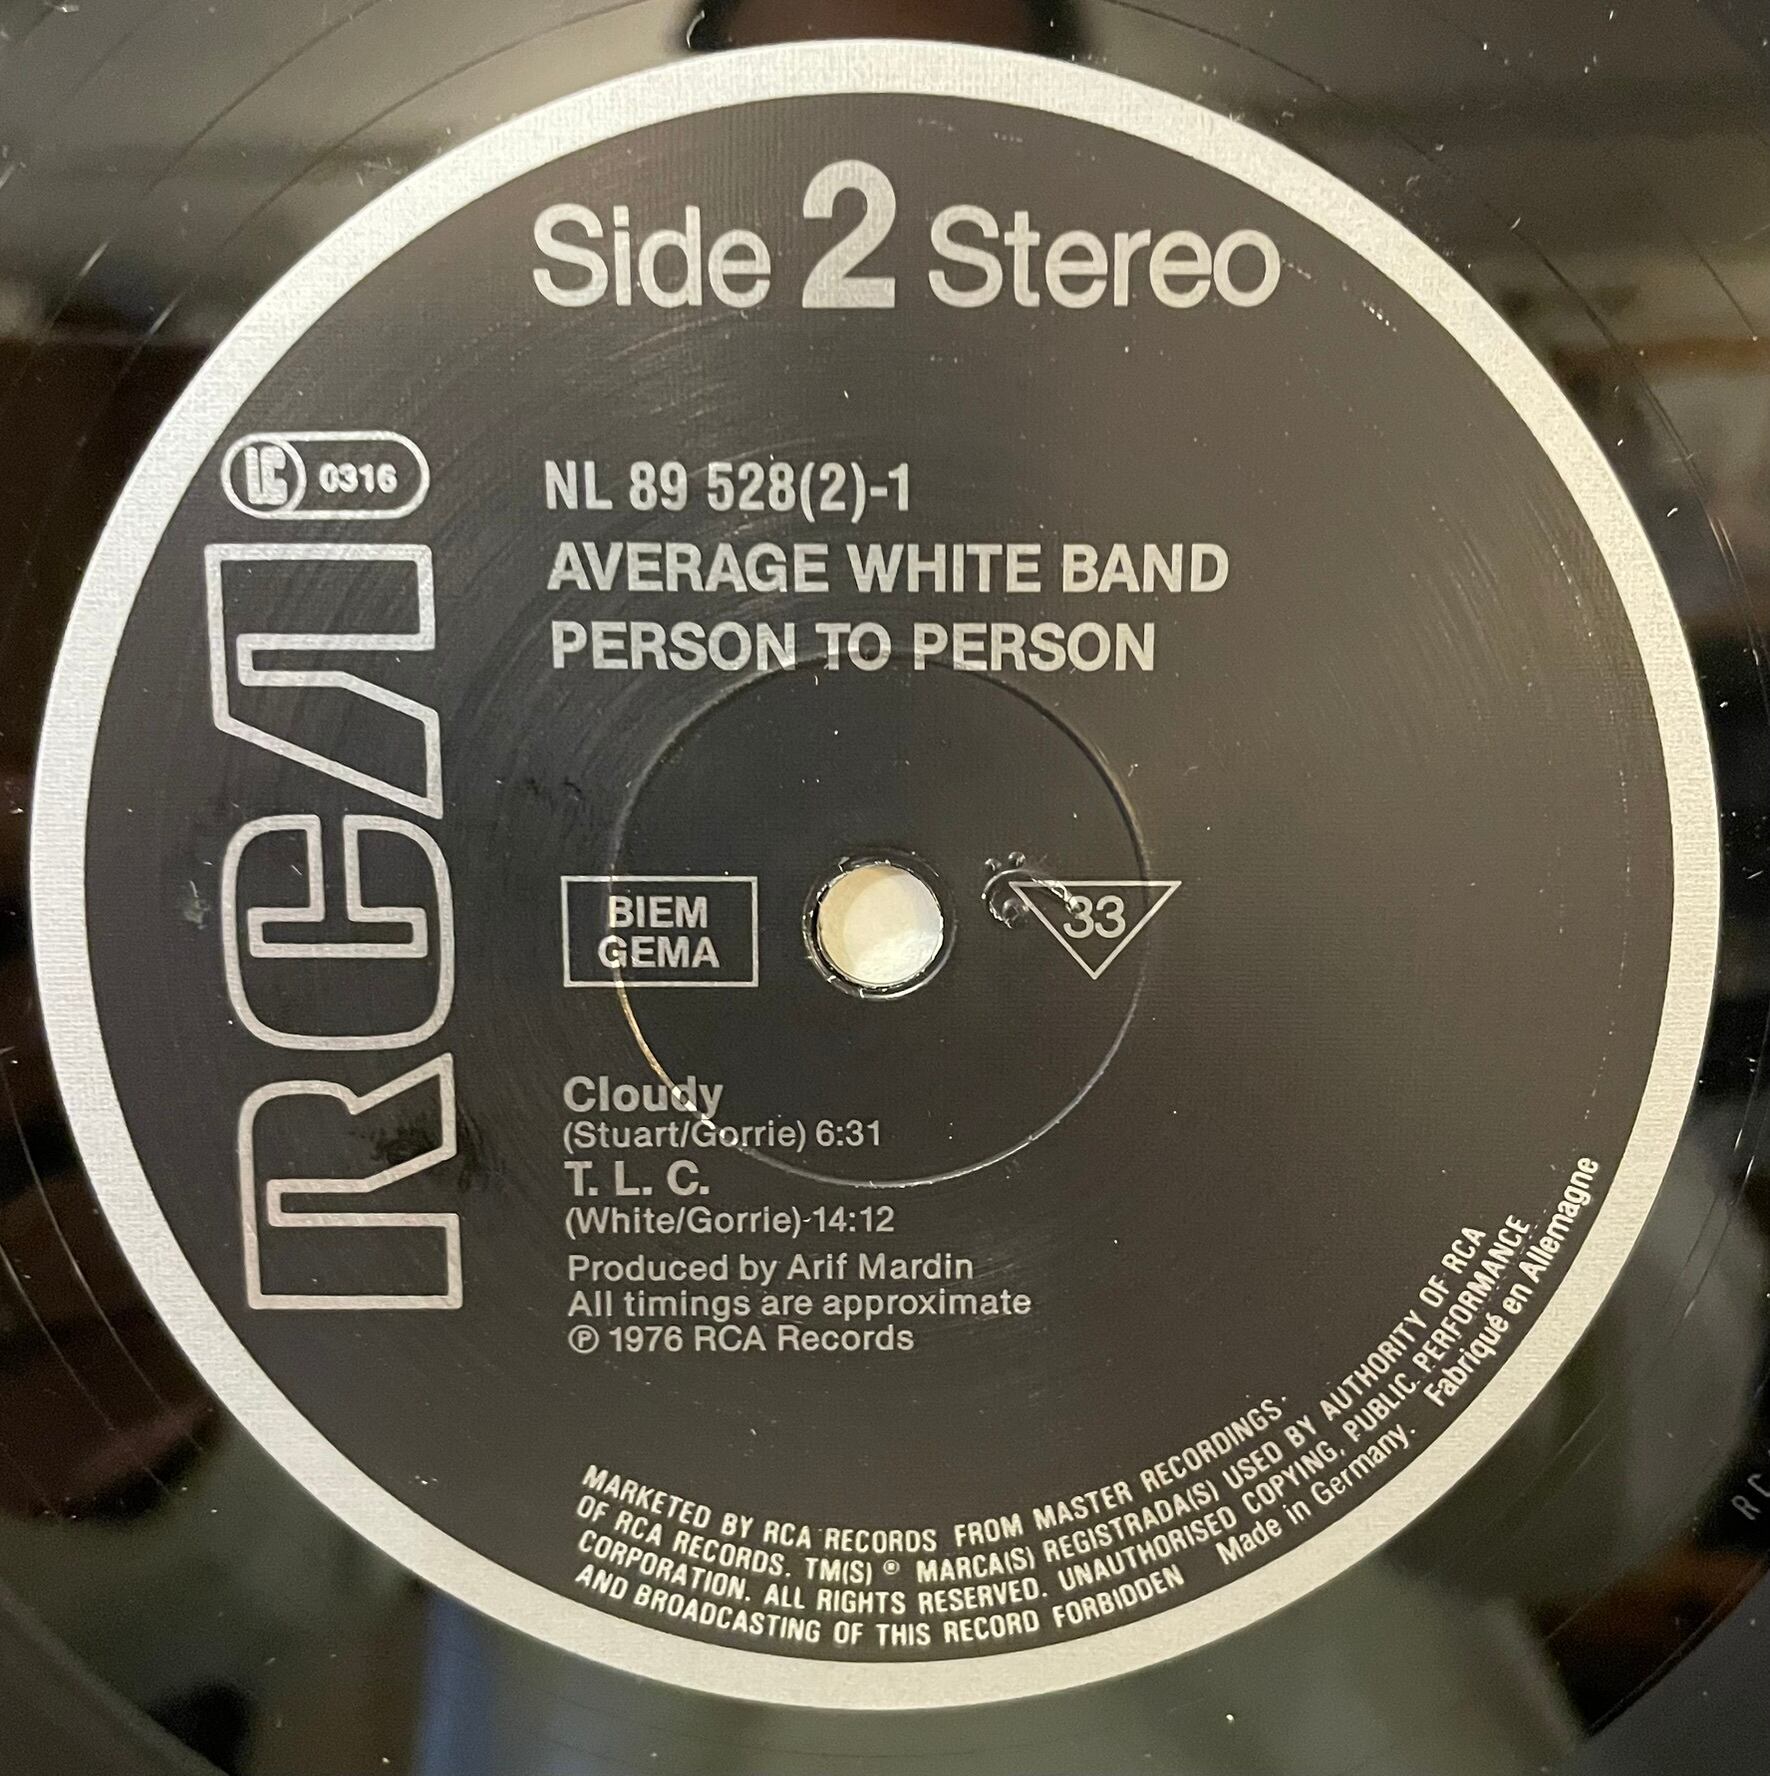 Side 2 Stereo
LC 0316
RCA
NL 89 528(2)-1
AVERAGE WHITE BAND
PERSON TO PERSON
BIEM
GEMA
33
Cloudy
(Stuart/Gorrie) 6:31
T. L. C.
(White/Gorrie) 14:12
Produced by Arif Mardin
All timings are approximate
℗ 1976 RCA Records
MARKETED BY RCA RECORDS FROM MASTER RECORDINGS
OF RCA RECORDS. TM(S) ® MARCA(S) REGISTRADA(S) USED BY AUTHORITY OF RCA
CORPORATION. ALL RIGHTS RESERVED. UNAUTHORISED COPYING, PUBLIC PERFORMANCE
AND BROADCASTING OF THIS RECORD FORBIDDEN Made in Germany. Fabriqué en Allemagne